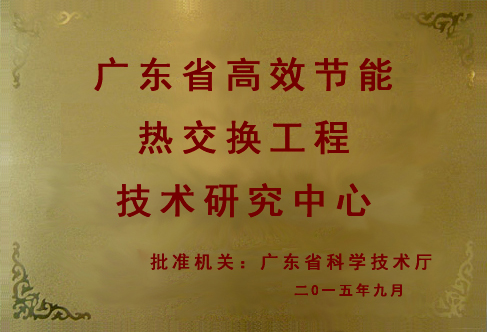 广东省高效节能
热交换工程
技术研究中心
批准机关：广东省科学技术厅
二0一五年九月